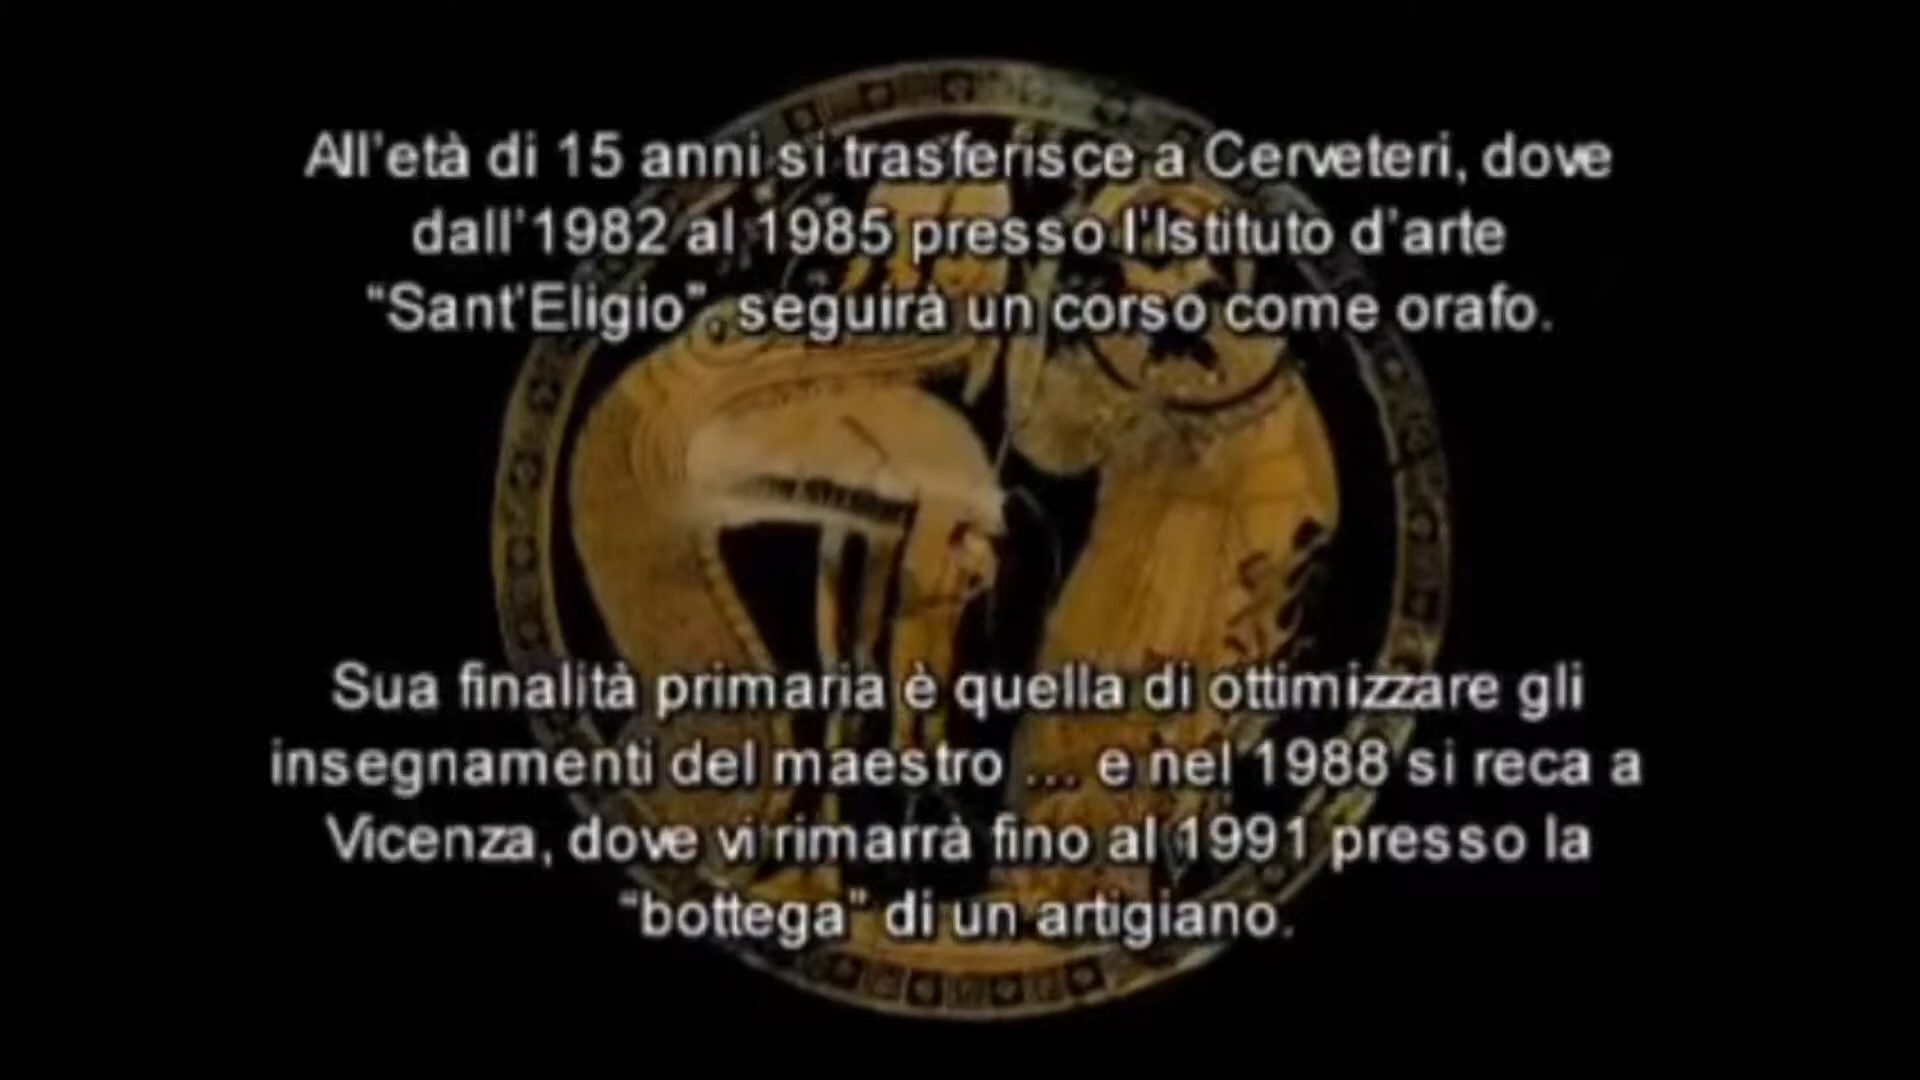 All'età di 15 anni si trasferisce a Cerveteri, dove
dall'1982 al 1985 presso l'Istituto d'arte
“Sant'Eligio”, seguirà un corso come orafo.
Sua finalità primaria è quella di ottimizzare gli
insegnamenti del maestro ... e nel 1988 si reca a
Vicenza, dove vi rimarrà fino al 1991 presso la
“bottega” di un artigiano.